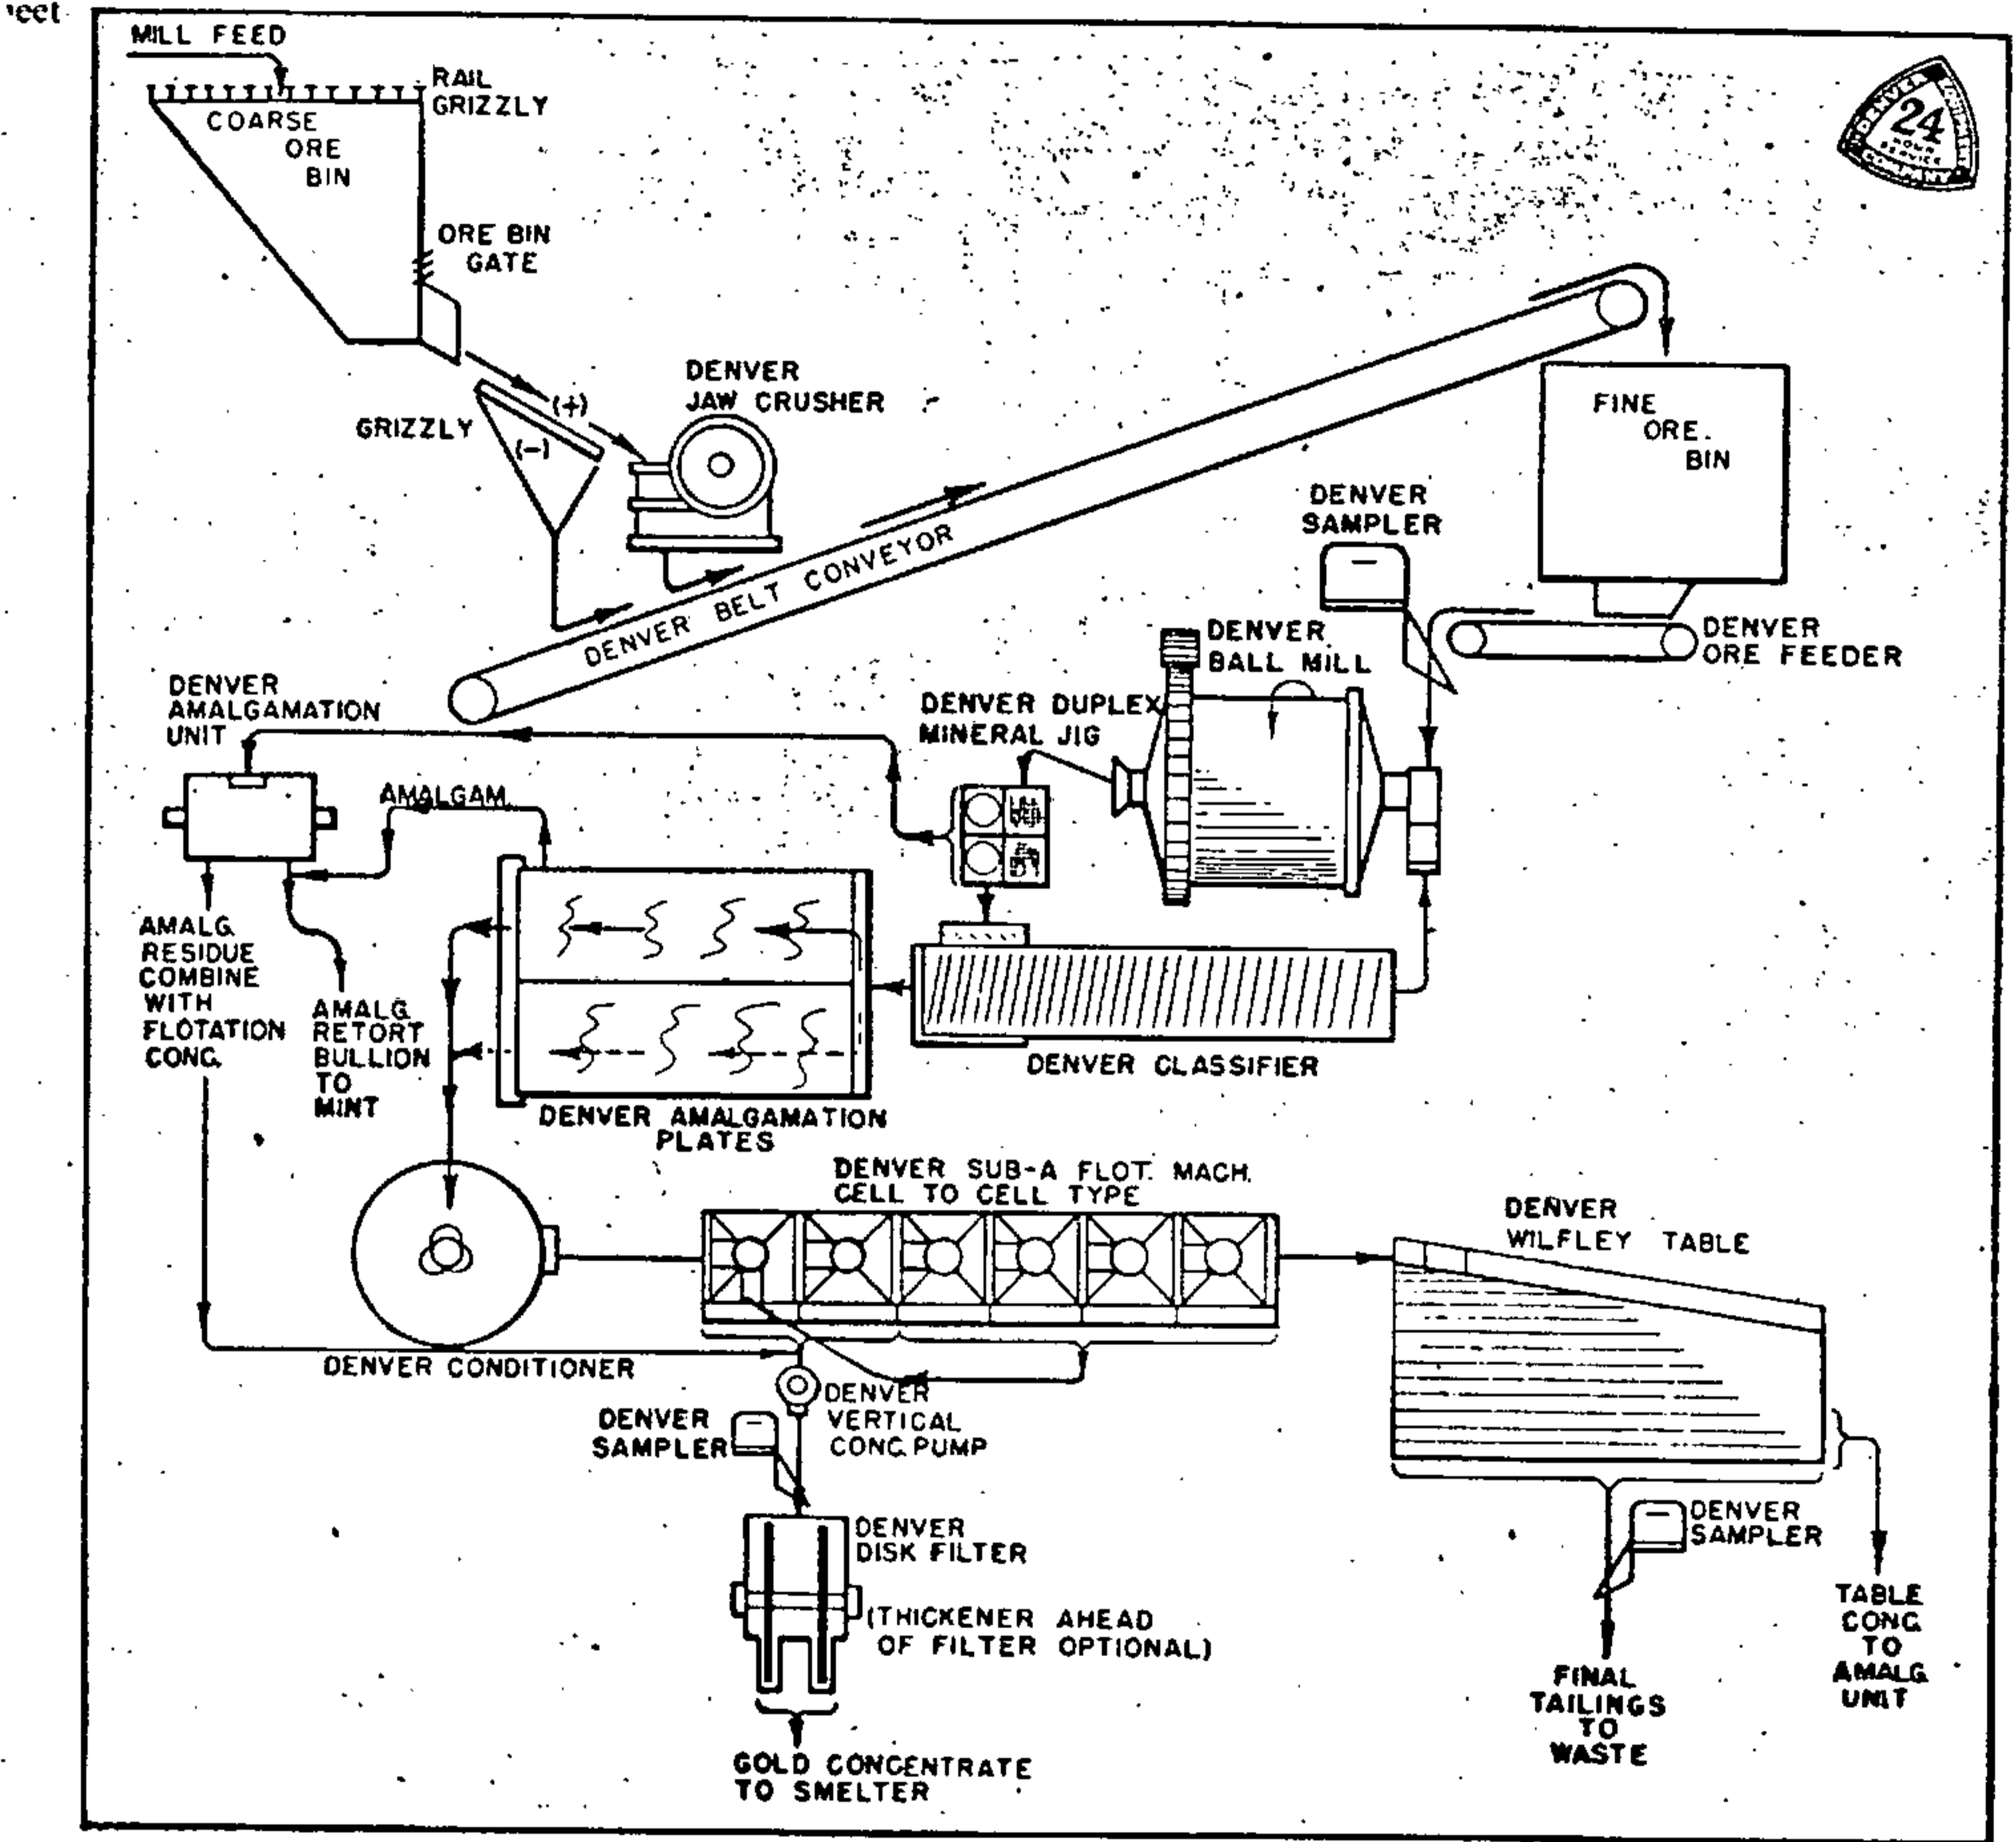 MILL FEED
RAIL
GRIZZLY
COARSE
ORE
BIN
ORE BIN
GATE
DENVER
24
HOUR
SERVICE
COMPANY
DENVER
JAW CRUSHER
(+)
GRIZZLY
(-)
FINE
ORE.
BIN
DENVER
SAMPLER
DENVER BELT CONVEYOR
DENVER
ORE FEEDER
DENVER
BALL MILL
DENVER
AMALGAMATION
UNIT
DENVER DUPLEX
MINERAL JIG
AMALGAM.
AMALG.
RESIDUE
COMBINE
WITH
FLOTATION
CONC.
AMALG.
RETORT
BULLION
TO
MINT
DENVER CLASSIFIER
DENVER AMALGAMATION
PLATES
DENVER SUB-A FLOT. MACH.
CELL TO CELL TYPE
DENVER
WILFLEY TABLE
DENVER CONDITIONER
DENVER
VERTICAL
CONC. PUMP
DENVER
SAMPLER
DENVER
DISK FILTER
(THICKENER AHEAD
OF FILTER OPTIONAL)
DENVER
SAMPLER
TABLE
CONC.
TO
AMALG.
UNIT
FINAL
TAILINGS
TO
WASTE
GOLD CONCENTRATE
TO SMELTER